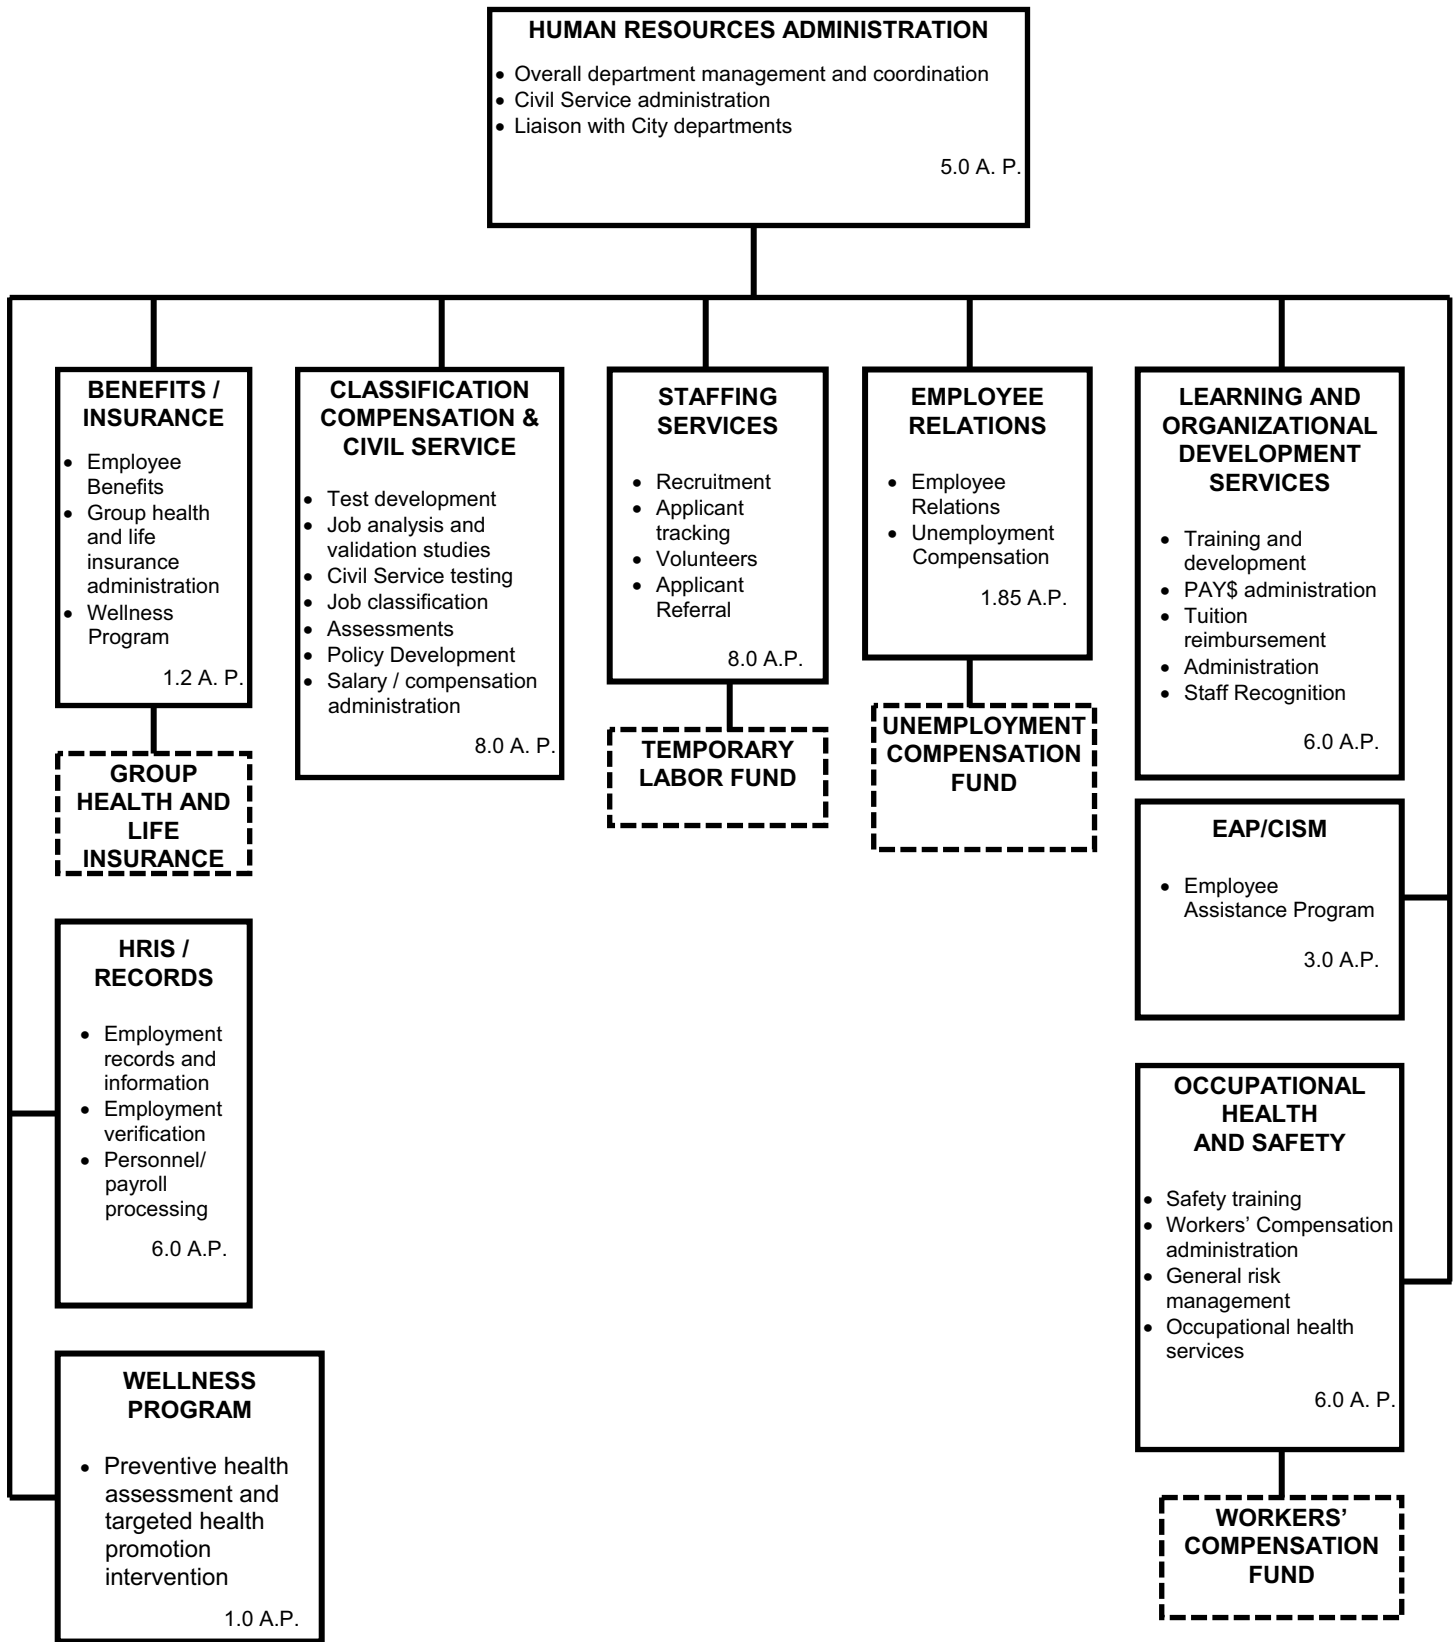 HUMAN RESOURCES ADMINISTRATION
• Overall department management and coordination
• Civil Service administration
• Liaison with City departments
5.0 A. P.
BENEFITS /
INSURANCE
• Employee
Benefits
• Group health
and life
insurance
administration
• Wellness
Program
1.2 A. P.
GROUP
HEALTH AND
LIFE
INSURANCE
CLASSIFICATION
COMPENSATION &
CIVIL SERVICE
• Test development
• Job analysis and
validation studies
• Civil Service testing
• Job classification
• Assessments
• Policy Development
• Salary / compensation
administration
8.0 A. P.
STAFFING
SERVICES
• Recruitment
• Applicant
tracking
• Volunteers
• Applicant
Referral
8.0 A.P.
TEMPORARY
LABOR FUND
EMPLOYEE
RELATIONS
• Employee
Relations
• Unemployment
Compensation
1.85 A.P.
UNEMPLOYMENT
COMPENSATION
FUND
LEARNING AND
ORGANIZATIONAL
DEVELOPMENT
SERVICES
• Training and
development
• PAY$ administration
• Tuition
reimbursement
• Administration
• Staff Recognition
6.0 A.P.
EAP/CISM
• Employee
Assistance Program
3.0 A.P.
HRIS /
RECORDS
• Employment
records and
information
• Employment
verification
• Personnel/
payroll
processing
6.0 A.P.
OCCUPATIONAL
HEALTH
AND SAFETY
• Safety training
• Workers’ Compensation
administration
• General risk
management
• Occupational health
services
6.0 A. P.
WORKERS’
COMPENSATION
FUND
WELLNESS
PROGRAM
• Preventive health
assessment and
targeted health
promotion
intervention
1.0 A.P.